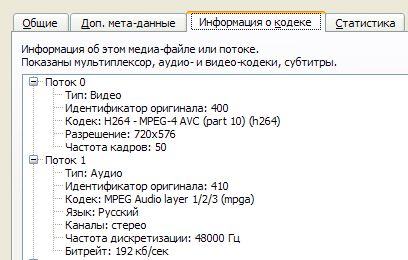 Общие
Доп. мета-данные
Информация о кодеке
Статистика
Информация об этом медиа-файле или потоке.
Показаны мультиплексор, аудио- и видео-кодеки, субтитры.
Поток 0
Тип: Видео
Идентификатор оригинала: 400
Кодек: H264 - MPEG-4 AVC (part 10) (h264)
Разрешение: 720x576
Частота кадров: 50
Поток 1
Тип: Аудио
Идентификатор оригинала: 410
Кодек: MPEG Audio layer 1/2/3 (mpga)
Язык: Русский
Каналы: стерео
Частота дискретизации: 48000 Гц
Битрейт: 192 кб/сек